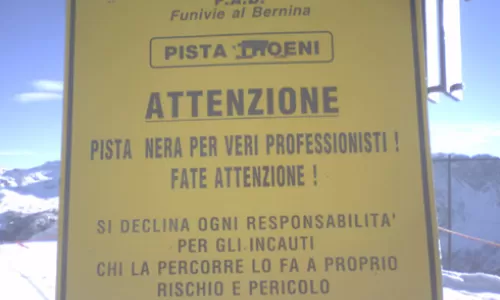 F.A.B.
Funivie al Bernina
PISTA THOENI
ATTENZIONE
PISTA NERA PER VERI PROFESSIONISTI !
FATE ATTENZIONE !
SI DECLINA OGNI RESPONSABILITA'
PER GLI INCAUTI
CHI LA PERCORRE LO FA A PROPRIO
RISCHIO E PERICOLO